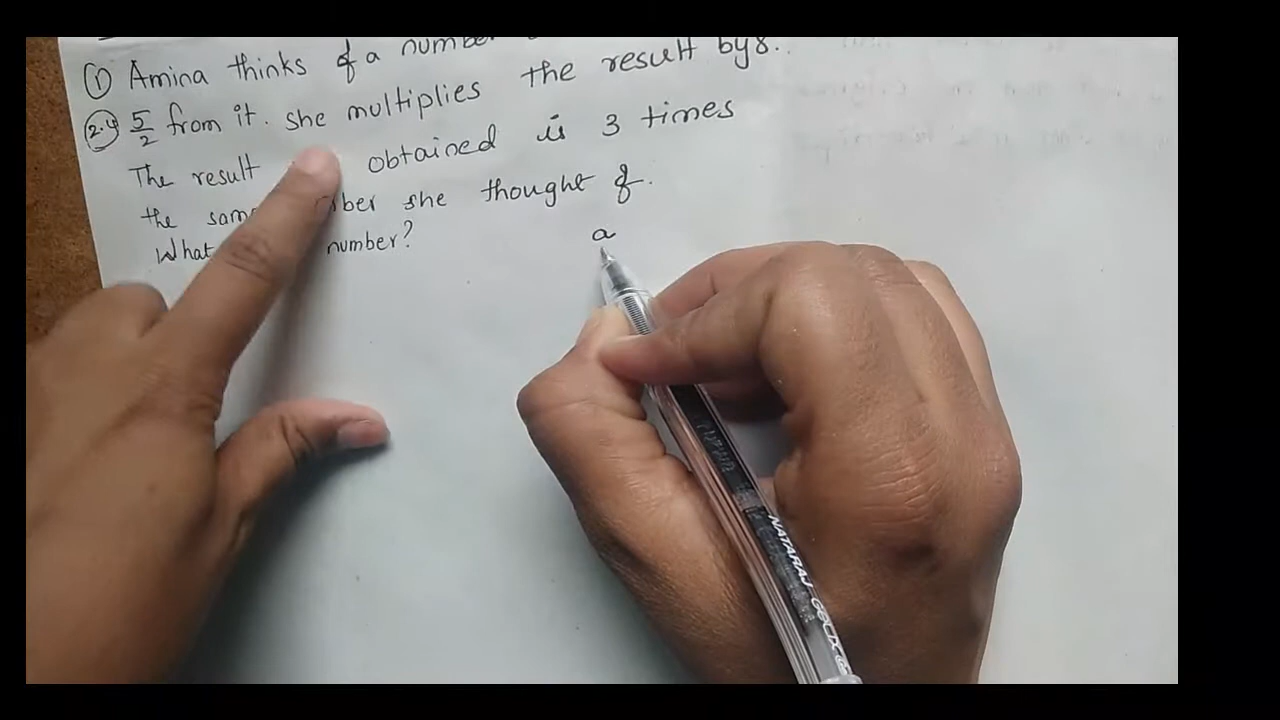 ① Amina thinks of a number
2.4 5/2 from it. she multiplies the result by 8.
The result obtained is 3 times
the same she thought of.
What number?
a
NATARAJ